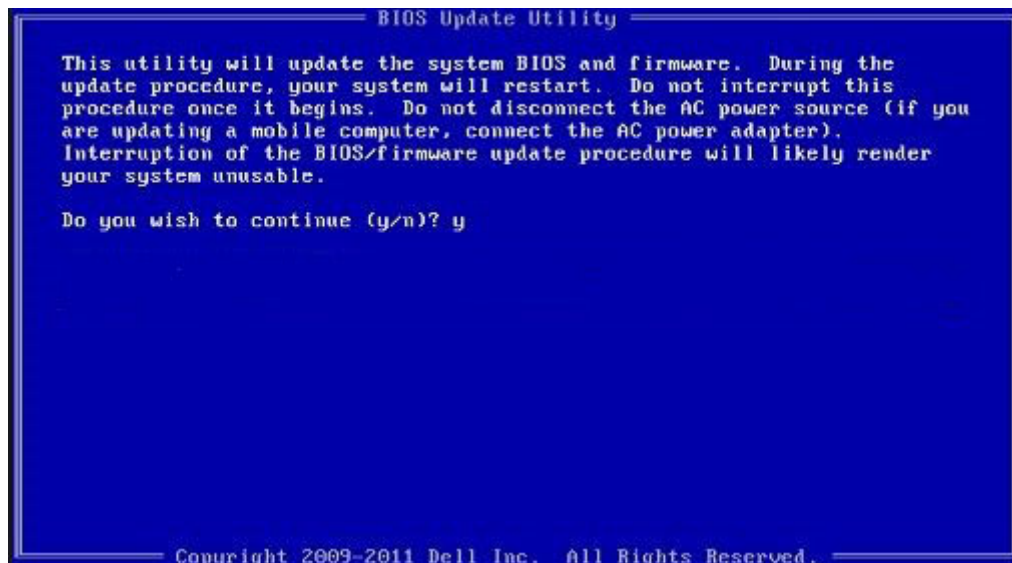 BIOS Update Utility
This utility will update the system BIOS and firmware. During the
update procedure, your system will restart. Do not interrupt this
procedure once it begins. Do not disconnect the AC power source (if you
are updating a mobile computer, connect the AC power adapter).
Interruption of the BIOS/firmware update procedure will likely render
your system unusable.
Do you wish to continue (y/n)? y
Copyright 2009-2011 Dell Inc. All Rights Reserved.